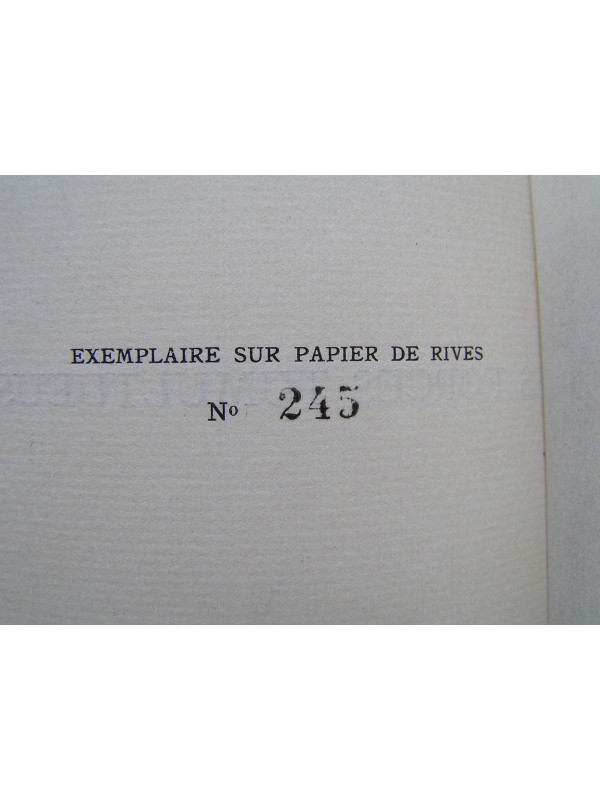 EXEMPLAIRE SUR PAPIER DE RIVES
No 245